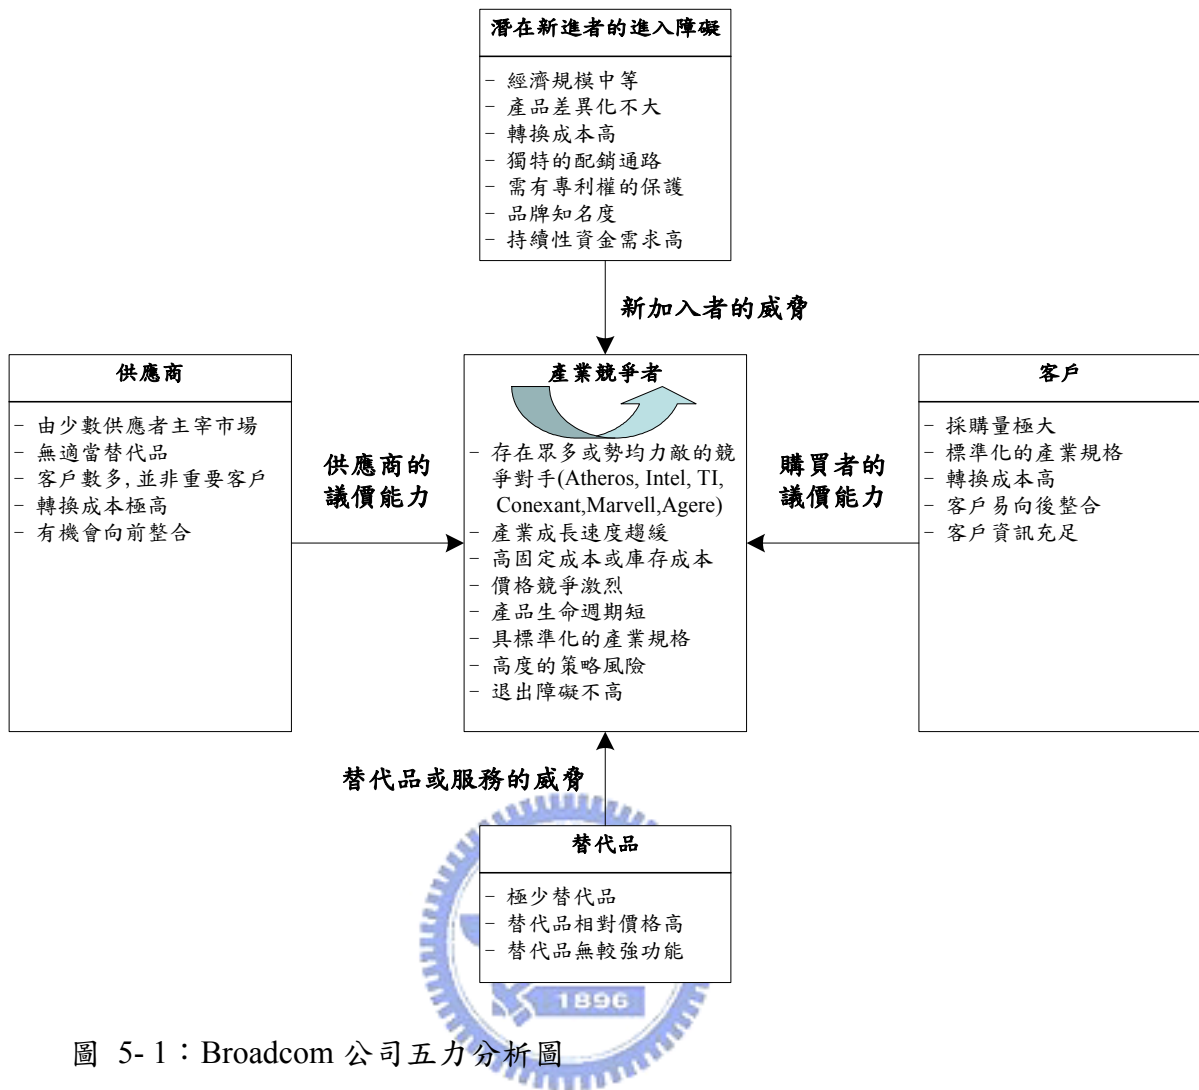 潛在新進者的進入障礙
- 經濟規模中等
- 產品差異化不大
- 轉換成本高
- 獨特的配銷通路
- 需有專利權的保護
- 品牌知名度
- 持續性資金需求高
新加入者的威脅
供應商
- 由少數供應者主宰市場
- 無適當替代品
- 客戶數多, 並非重要客戶
- 轉換成本極高
- 有機會向前整合
供應商的
議價能力
產業競爭者
- 存在眾多或勢均力敵的競
爭對手(Atheros, Intel, TI,
Conexant,Marvell,Agere)
- 產業成長速度趨緩
- 高固定成本或庫存成本
- 價格競爭激烈
- 產品生命週期短
- 具標準化的產業規格
- 高度的策略風險
- 退出障礙不高
購買者的
議價能力
客戶
- 採購量極大
- 標準化的產業規格
- 轉換成本高
- 客戶易向後整合
- 客戶資訊充足
替代品或服務的威脅
替代品
- 極少替代品
- 替代品相對價格高
- 替代品無較強功能
1896
圖 5- 1：Broadcom 公司五力分析圖